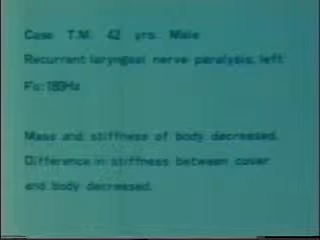 Case T.M. 42 yrs. Male
Recurrent laryngeal nerve paralysis, left
Fo: 189Hz
Mass and stiffness of body decreased.
Difference in stiffness between cover
and body decreased.